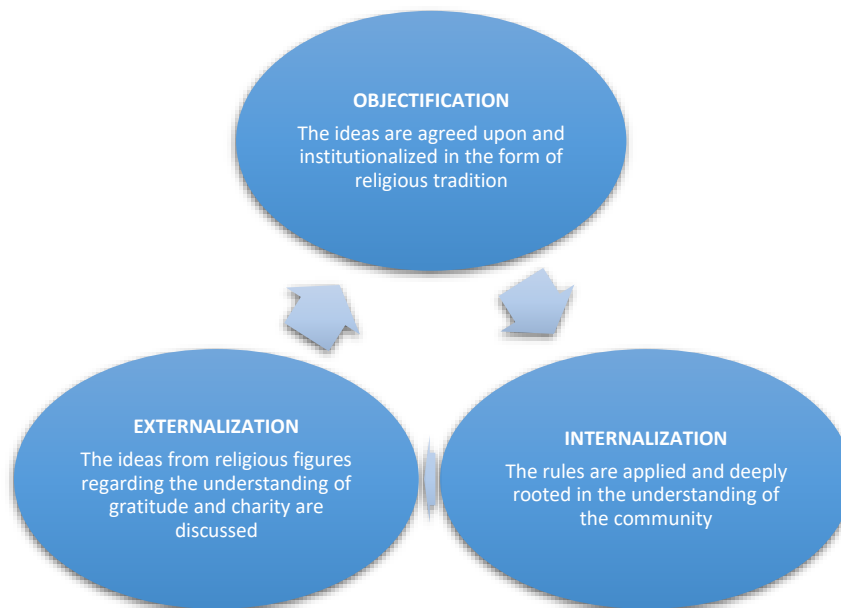 OBJECTIFICATION
The ideas are agreed upon and
institutionalized in the form of
religious tradition
EXTERNALIZATION
The ideas from religious figures
regarding the understanding of
gratitude and charity are
discussed
INTERNALIZATION
The rules are applied and deeply
rooted in the understanding of
the community